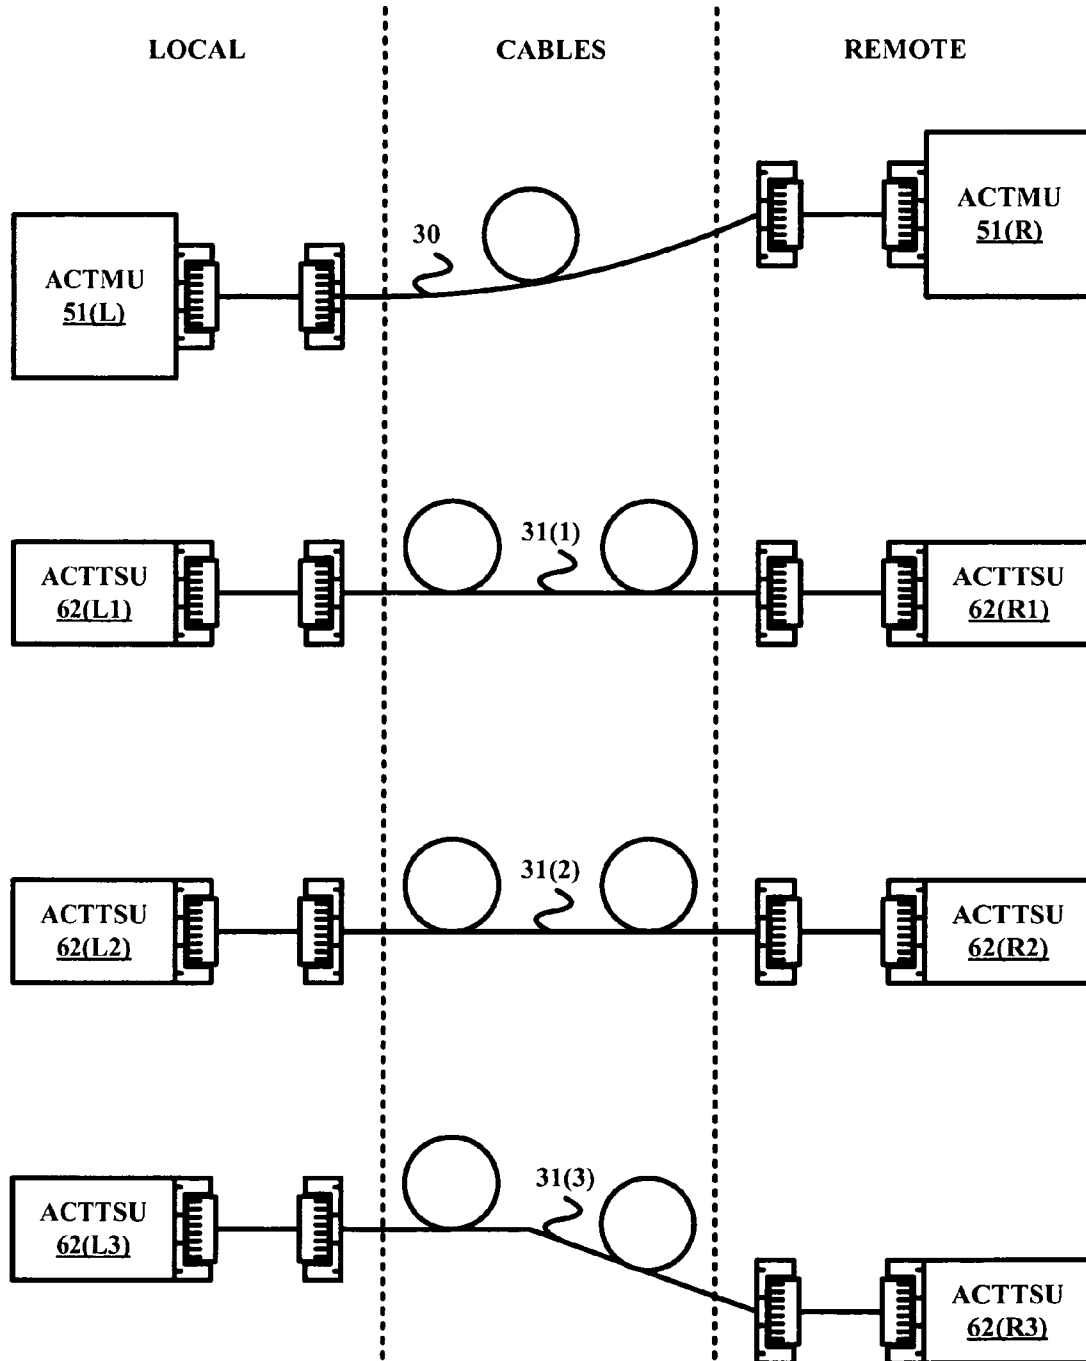 LOCAL
CABLES
REMOTE
ACTMU
51(L)
30
ACTMU
51(R)
ACTTSU
62(L1)
31(1)
ACTTSU
62(R1)
ACTTSU
62(L2)
31(2)
ACTTSU
62(R2)
ACTTSU
62(L3)
31(3)
ACTTSU
62(R3)